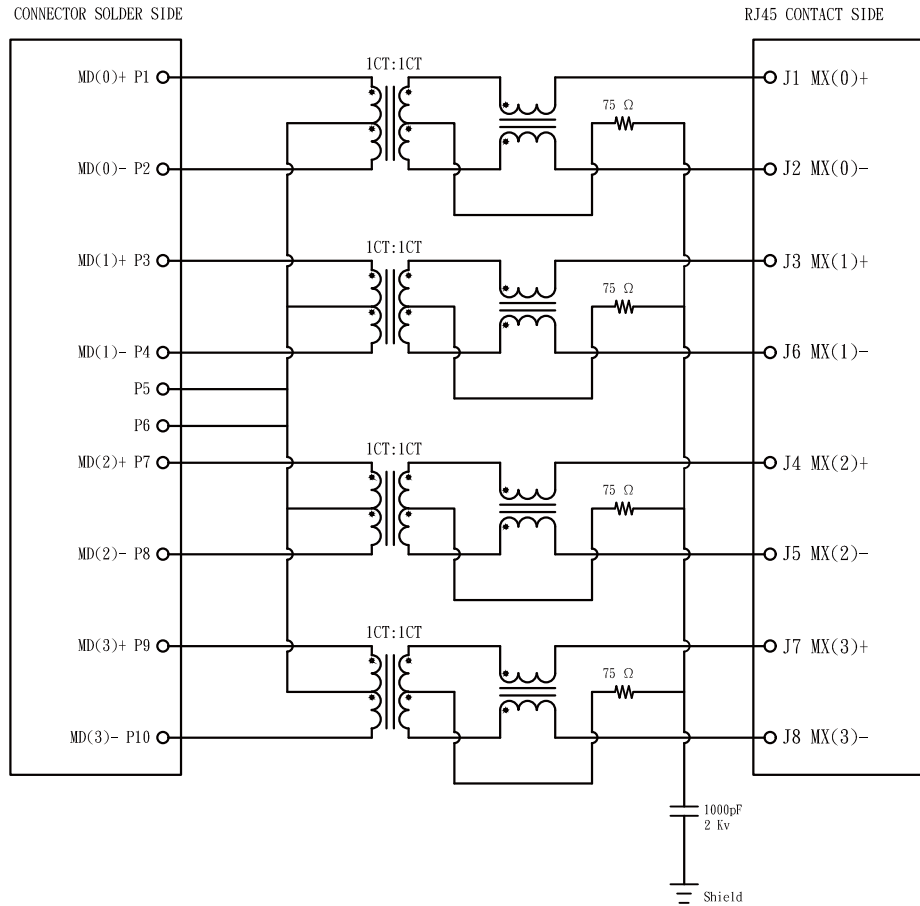 CONNECTOR SOLDER SIDE
RJ45 CONTACT SIDE
1CT:1CT
MD(0)+ P1
J1 MX(0)+
75 Ω
MD(0)- P2
J2 MX(0)-
1CT:1CT
MD(1)+ P3
J3 MX(1)+
75 Ω
MD(1)- P4
J6 MX(1)-
P5
P6
1CT:1CT
MD(2)+ P7
J4 MX(2)+
75 Ω
MD(2)- P8
J5 MX(2)-
1CT:1CT
MD(3)+ P9
J7 MX(3)+
75 Ω
MD(3)- P10
J8 MX(3)-
1000pF
2 Kv
Shield